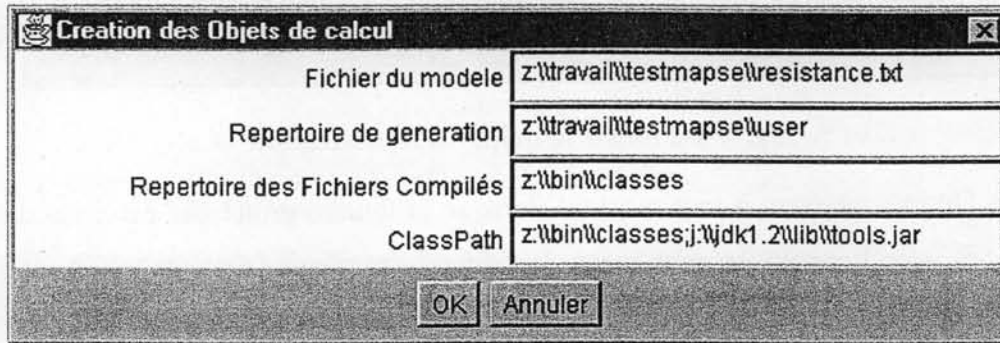 Creation des Objets de calcul
Fichier du modele z:\\travail\\testmapse\\resistance.txt
Repertoire de generation z:\\travail\\testmapse\\user
Repertoire des Fichiers Compilés z:\\bin\\classes
ClassPath z:\\bin\\classes;j:\\jdk1.2\\lib\\tools.jar
OK Annuler